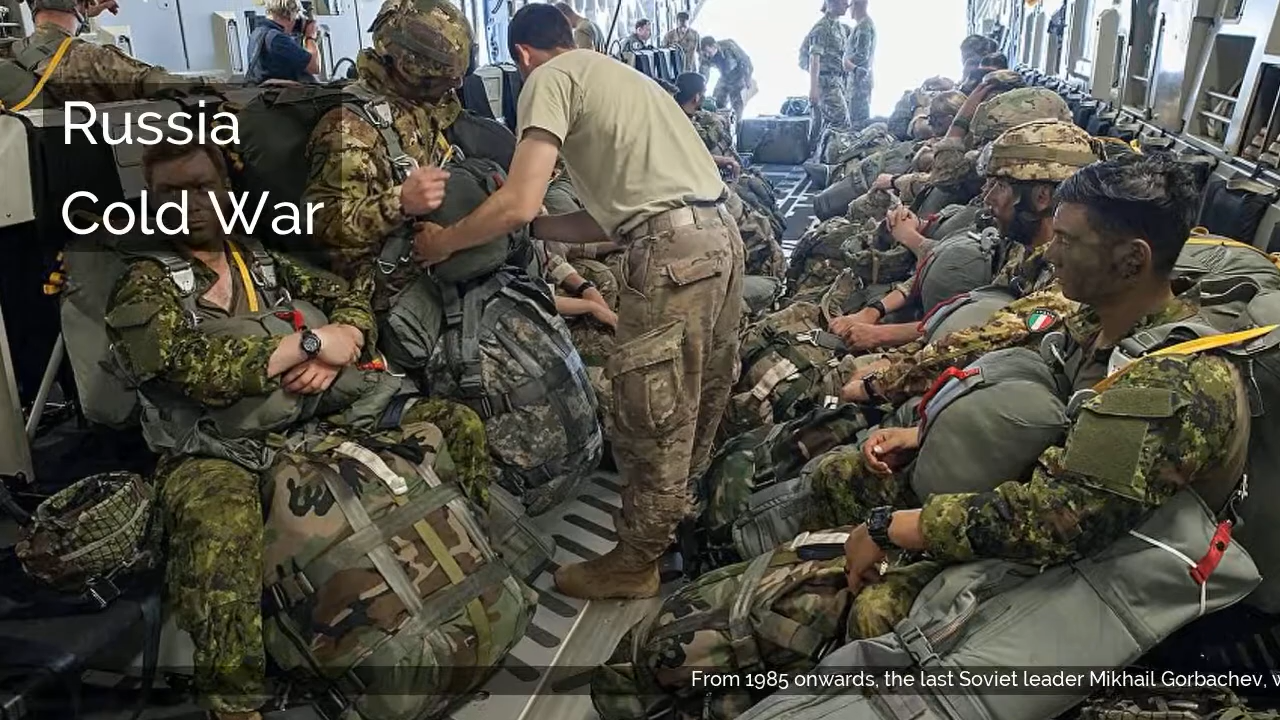 Russia
Cold War
From 1985 onwards, the last Soviet leader Mikhail Gorbachev,